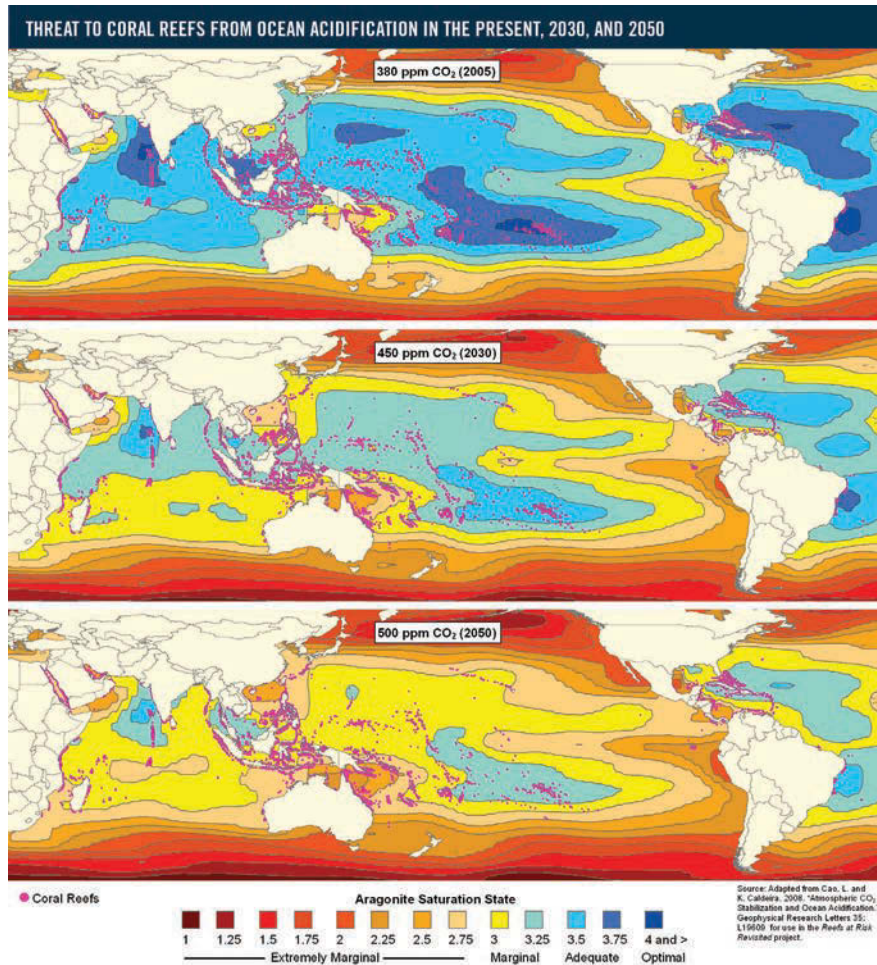 THREAT TO CORAL REEFS FROM OCEAN ACIDIFICATION IN THE PRESENT, 2030, AND 2050
380 ppm CO₂ (2005)
450 ppm CO₂ (2030)
500 ppm CO₂ (2050)
Coral Reefs
Aragonite Saturation State
1 1.25 1.5 1.75 2 2.25 2.5 2.75 3 3.25 3.5 3.75 4 and >
Extremely Marginal Marginal Adequate Optimal
Source: Adapted from Cao, L. and
K. Caldeira. 2008. "Atmospheric CO₂
Stabilization and Ocean Acidification."
Geophysical Research Letters 35:
L19609. for use in the Reefs at Risk
Revisited project.